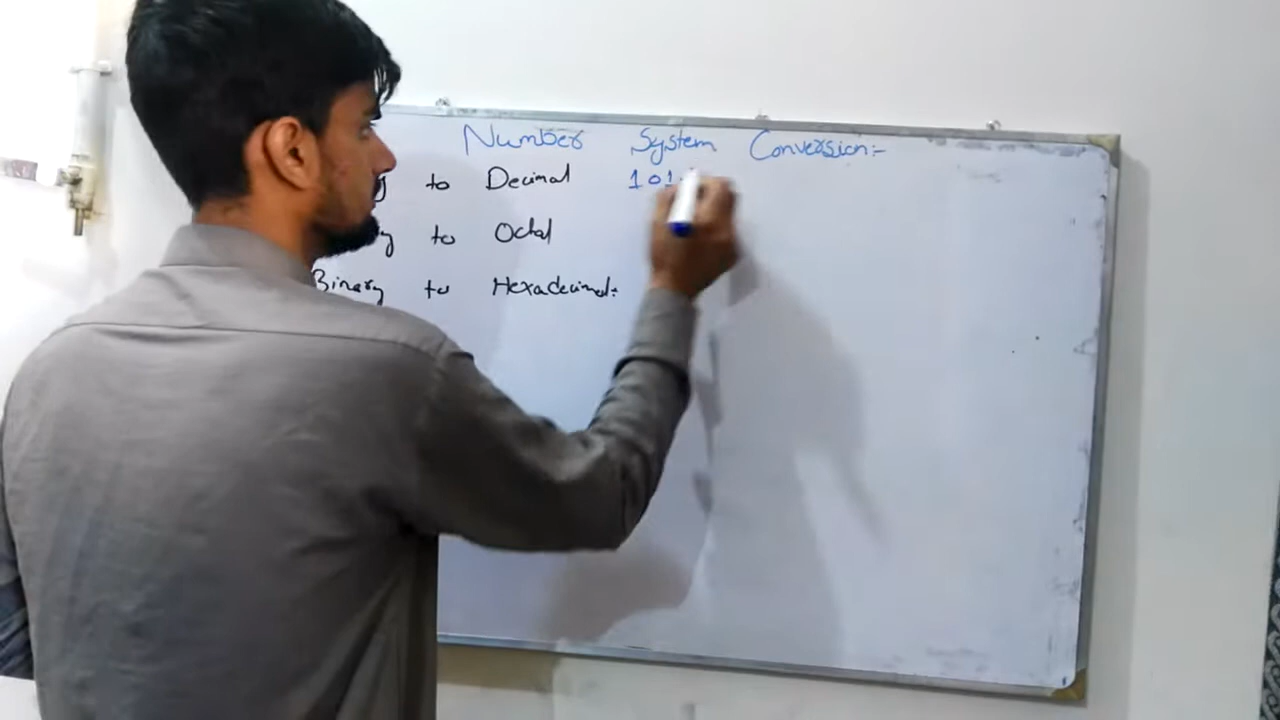 Number System Conversion:-
to Decimal 101
to Octal
Binary to Hexadecimal: